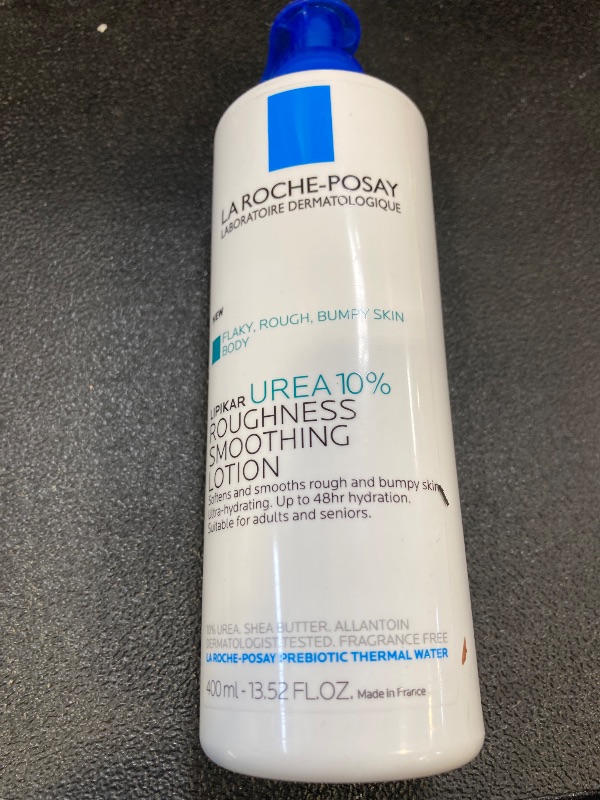 LA ROCHE-POSAY
LABORATOIRE DERMATOLOGIQUE
NEW
FLAKY, ROUGH, BUMPY SKIN
BODY
LIPIKAR UREA 10%
ROUGHNESS
SMOOTHING
LOTION
Softens and smooths rough and bumpy skin
Ultra-hydrating. Up to 48hr hydration.
Suitable for adults and seniors.
10% UREA. SHEA BUTTER. ALLANTOIN
DERMATOLOGIST TESTED. FRAGRANCE FREE
LA ROCHE-POSAY PREBIOTIC THERMAL WATER
400 ml - 13.52 FL.OZ. Made in France